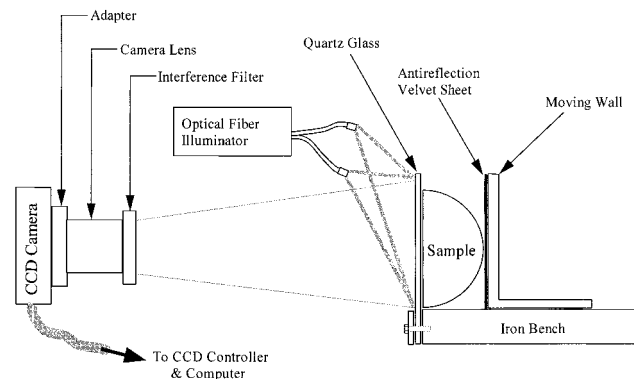 Adapter
Camera Lens
Interference Filter
Quartz Glass
Antireflection
Velvet Sheet
Moving Wall
Optical Fiber
Illuminator
CCD Camera
Sample
Iron Bench
To CCD Controller
& Computer